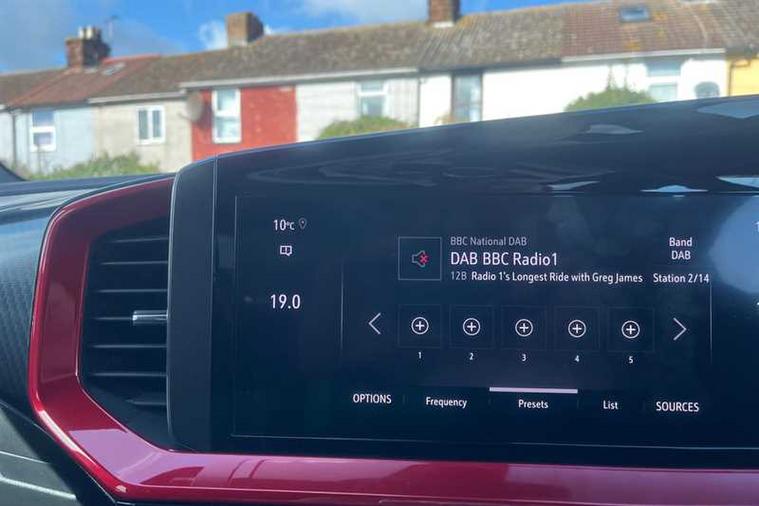 10°C
19.0
BBC National DAB
DAB BBC Radio1
12B Radio 1's Longest Ride with Greg James
Band
DAB
Station 2/14
1 2 3 4 5
OPTIONS Frequency Presets List SOURCES